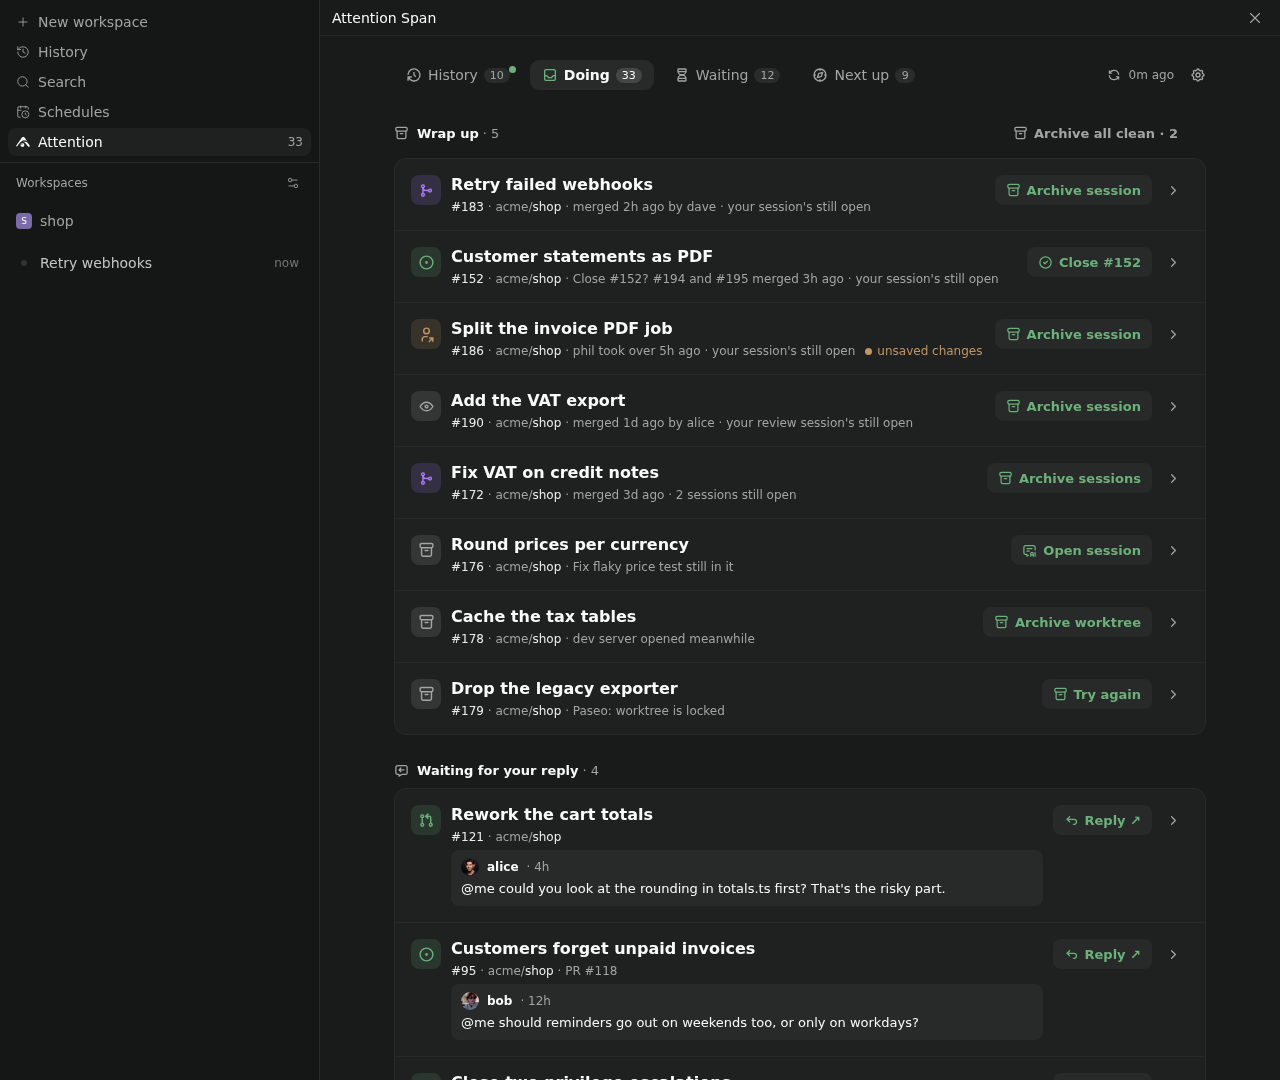 New workspace
History
Search
Schedules
Attention 33
Workspaces
S shop
Retry webhooks now
Attention Span
History 10 Doing 33 Waiting 12 Next up 9 0m ago
Wrap up · 5 Archive all clean · 2
Retry failed webhooks
#183 · acme/shop · merged 2h ago by dave · your session's still open
Archive session
Customer statements as PDF
#152 · acme/shop · Close #152? #194 and #195 merged 3h ago · your session's still open
Close #152
Split the invoice PDF job
#186 · acme/shop · phil took over 5h ago · your session's still open ● unsaved changes
Archive session
Add the VAT export
#190 · acme/shop · merged 1d ago by alice · your review session's still open
Archive session
Fix VAT on credit notes
#172 · acme/shop · merged 3d ago · 2 sessions still open
Archive sessions
Round prices per currency
#176 · acme/shop · Fix flaky price test still in it
Open session
Cache the tax tables
#178 · acme/shop · dev server opened meanwhile
Archive worktree
Drop the legacy exporter
#179 · acme/shop · Paseo: worktree is locked
Try again
Waiting for your reply · 4
Rework the cart totals
#121 · acme/shop
Reply ↗
alice · 4h
@me could you look at the rounding in totals.ts first? That's the risky part.
Customers forget unpaid invoices
#95 · acme/shop · PR #118
Reply ↗
bob · 12h
@me should reminders go out on weekends too, or only on workdays?